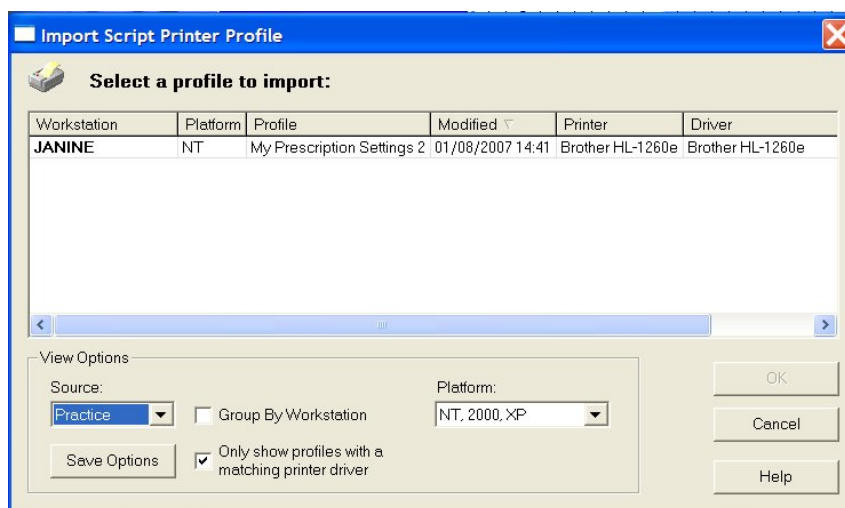 Import Script Printer Profile
Select a profile to import:
Workstation Platform Profile Modified Printer Driver
JANINE NT My Prescription Settings 2 01/08/2007 14:41 Brother HL-1260e Brother HL-1260e
View Options
Source: Platform:
Practice Group By Workstation NT, 2000, XP
Save Options Only show profiles with a
matching printer driver
OK
Cancel
Help